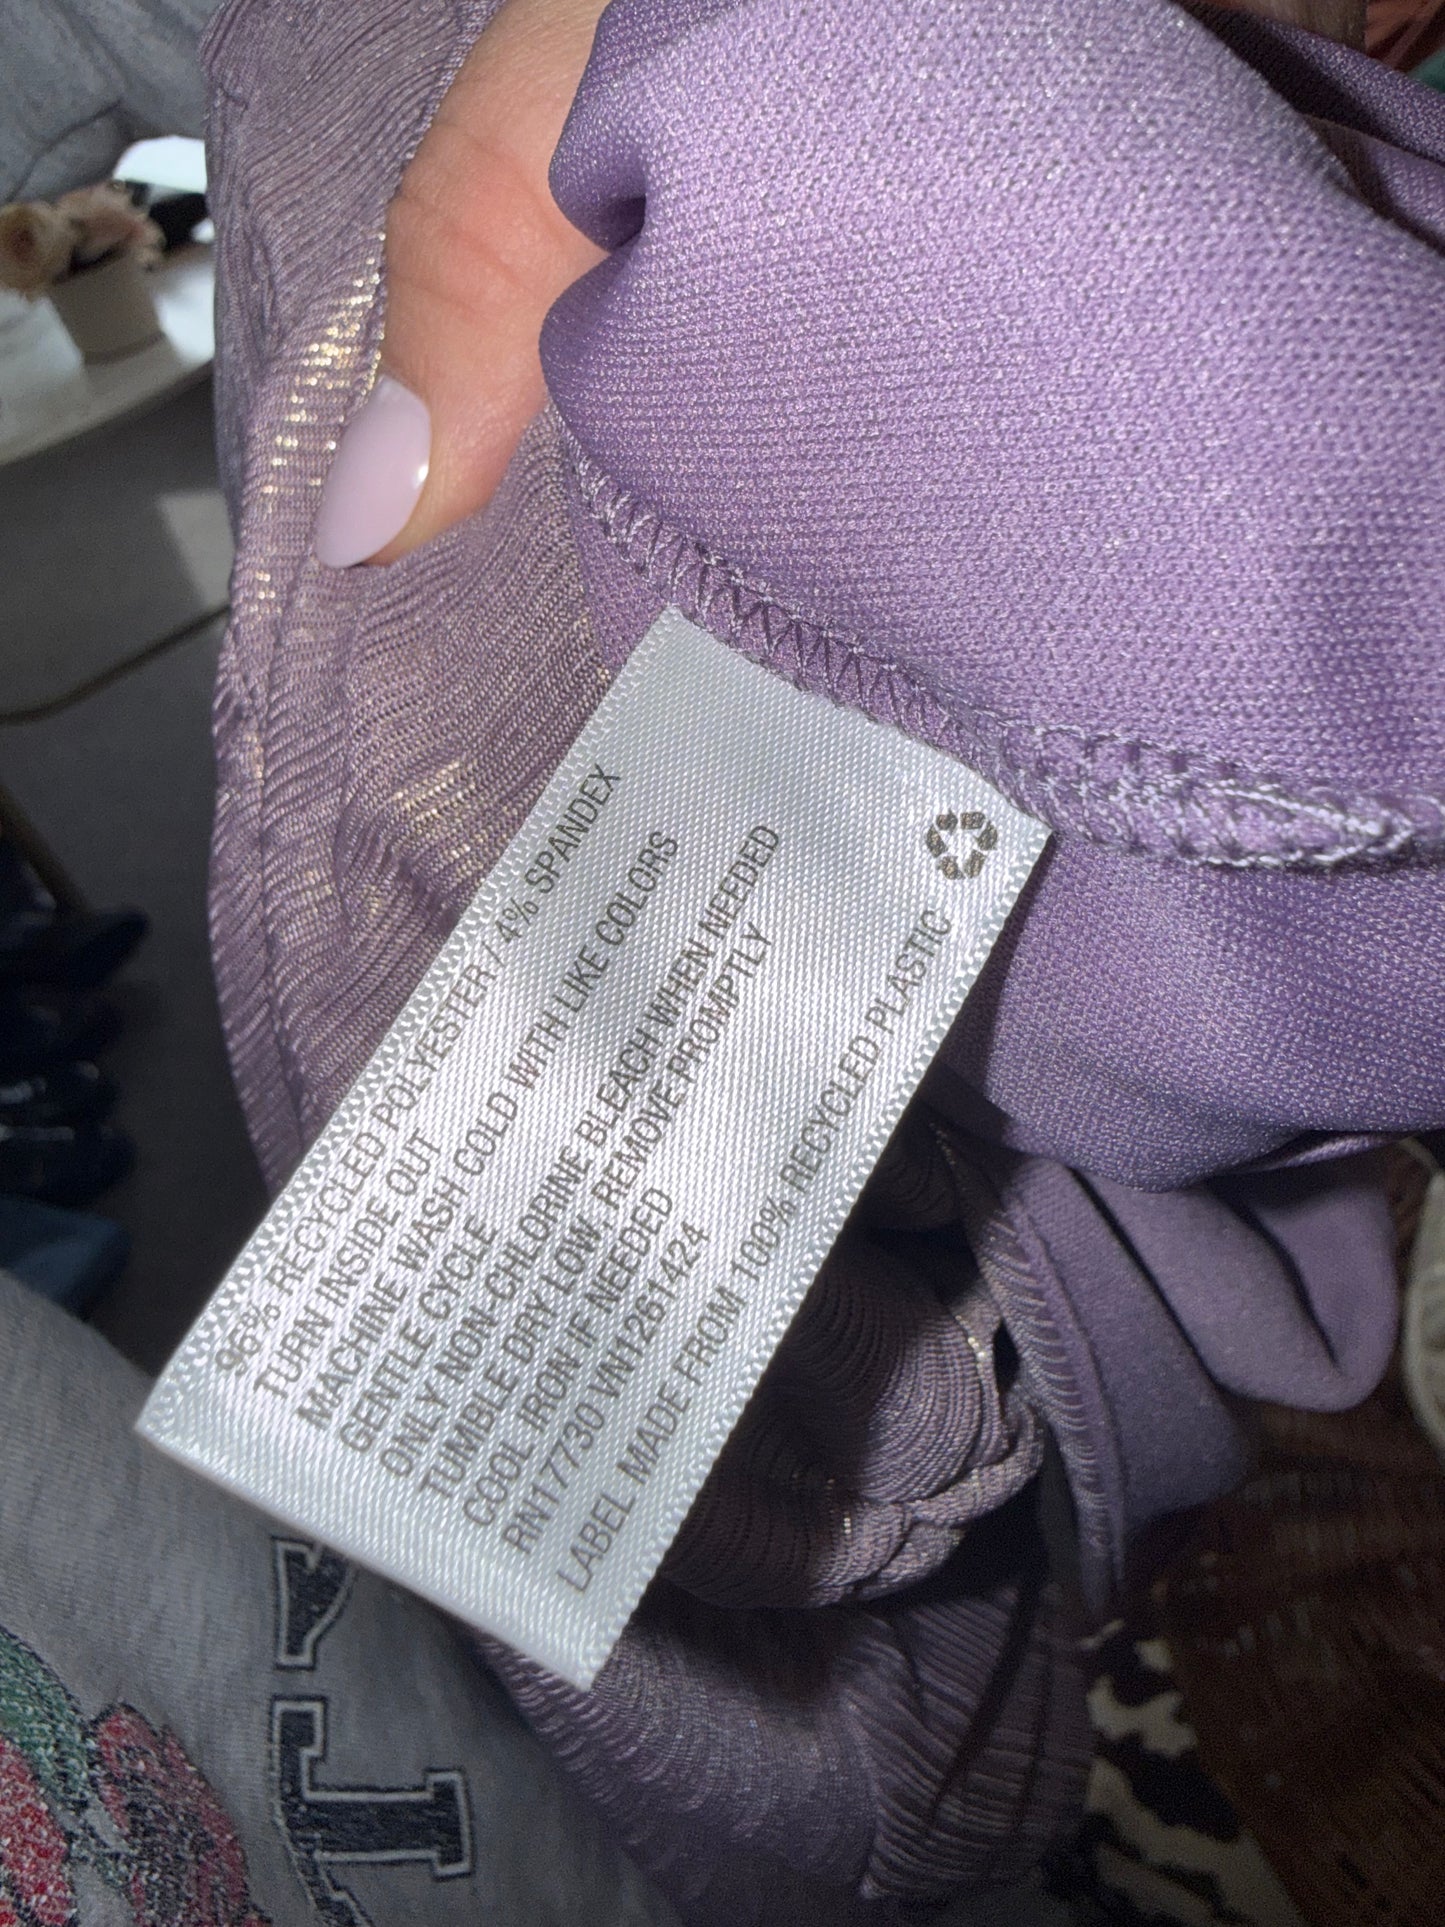 96% RECYCLED POLYESTER / 4% SPANDEX
TURN INSIDE OUT
MACHINE WASH COLD WITH LIKE COLORS
GENTLE CYCLE
ONLY NON-CHLORINE BLEACH WHEN NEEDED
TUMBLE DRY LOW, REMOVE PROMPTLY
COOL IRON IF NEEDED
RN17730 VN1261424
LABEL MADE FROM 100% RECYCLED PLASTIC